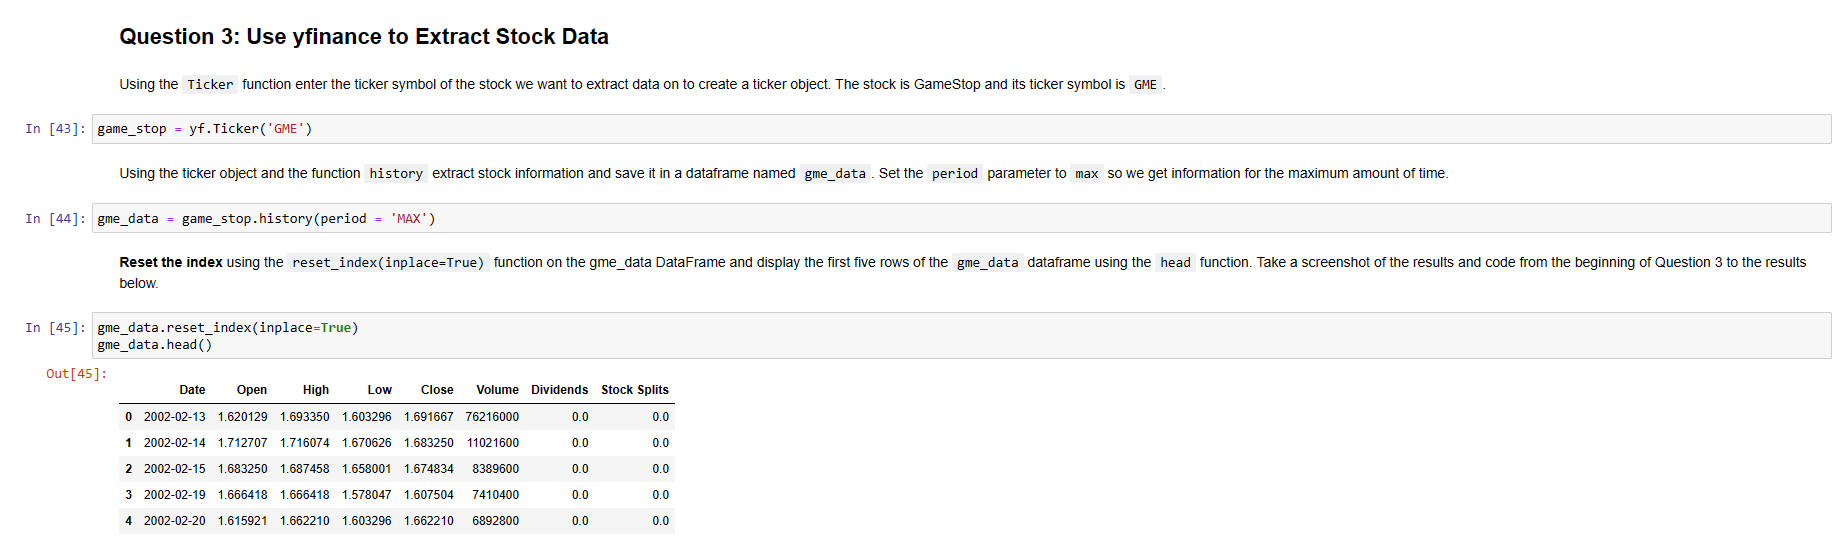 Question 3: Use yfinance to Extract Stock Data
Using the Ticker function enter the ticker symbol of the stock we want to extract data on to create a ticker object. The stock is GameStop and its ticker symbol is GME .
In [43]: game_stop = yf.Ticker('GME')
Using the ticker object and the function history extract stock information and save it in a dataframe named gme_data . Set the period parameter to max so we get information for the maximum amount of time.
In [44]: gme_data = game_stop.history(period = 'MAX')
Reset the index using the reset_index(inplace=True) function on the gme_data DataFrame and display the first five rows of the gme_data dataframe using the head function. Take a screenshot of the results and code from the beginning of Question 3 to the results
below.
In [45]: gme_data.reset_index(inplace=True)
gme_data.head()
Out[45]:
Date Open High Low Close Volume Dividends Stock Splits
0 2002-02-13 1.620129 1.693350 1.603296 1.691667 76216000 0.0 0.0
1 2002-02-14 1.712707 1.716074 1.670626 1.683250 11021600 0.0 0.0
2 2002-02-15 1.683250 1.687458 1.658001 1.674834 8389600 0.0 0.0
3 2002-02-19 1.666418 1.666418 1.578047 1.607504 7410400 0.0 0.0
4 2002-02-20 1.615921 1.662210 1.603296 1.662210 6892800 0.0 0.0